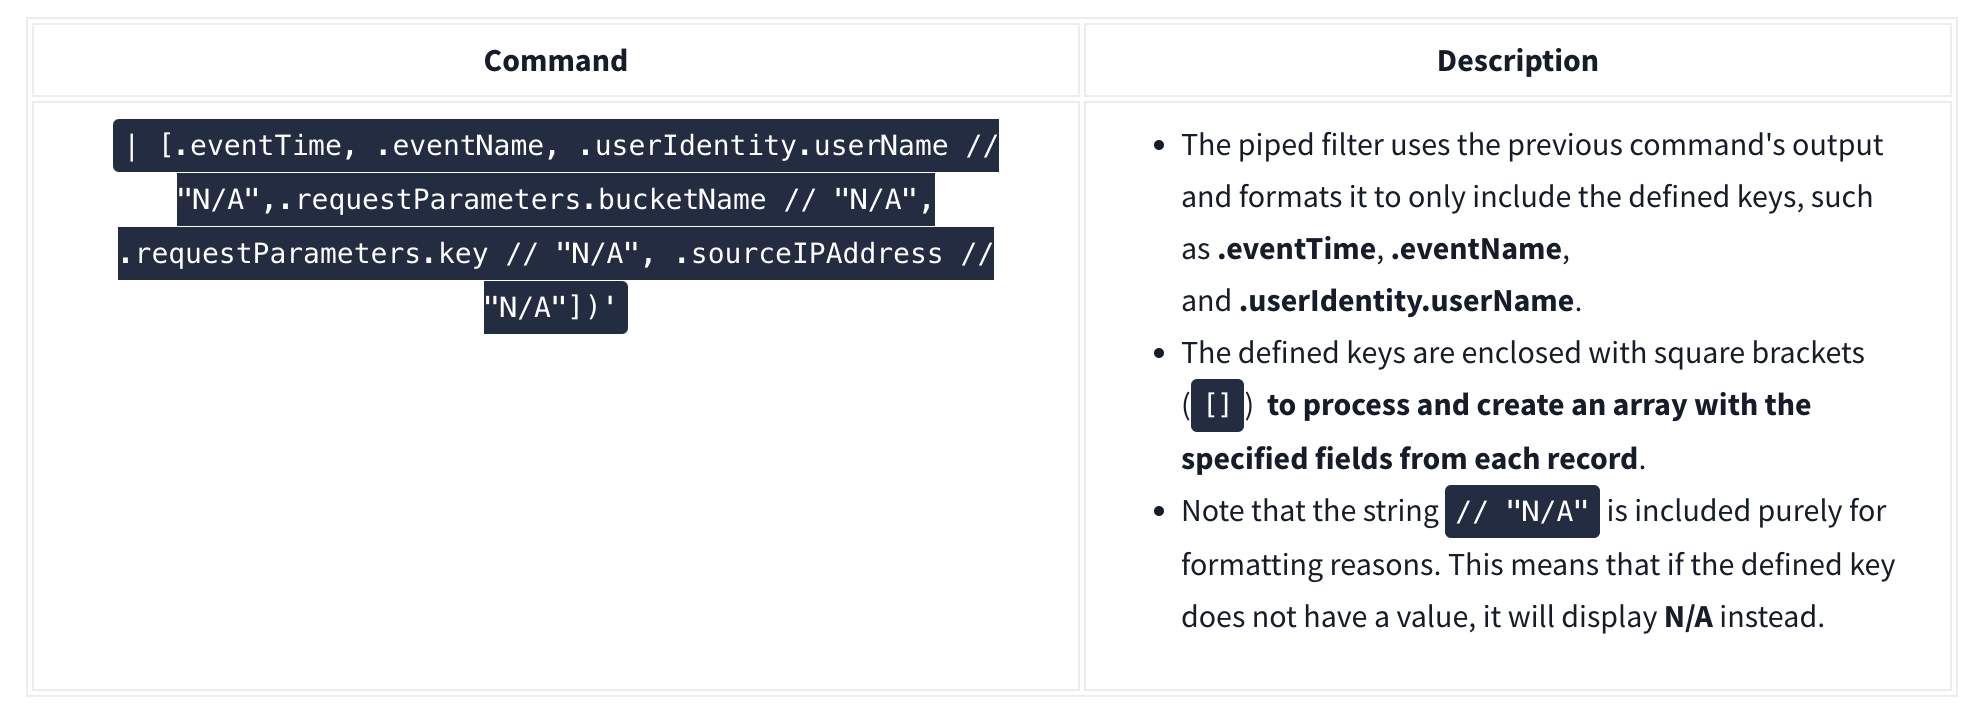 Command
Description
| [.eventTime, .eventName, .userIdentity.userName //
"N/A",.requestParameters.bucketName // "N/A",
.requestParameters.key // "N/A", .sourceIPAddress //
"N/A"])'
• The piped filter uses the previous command's output
and formats it to only include the defined keys, such
as .eventTime, .eventName,
and .userIdentity.userName.
• The defined keys are enclosed with square brackets
( [] ) to process and create an array with the
specified fields from each record.
• Note that the string // "N/A" is included purely for
formatting reasons. This means that if the defined key
does not have a value, it will display N/A instead.